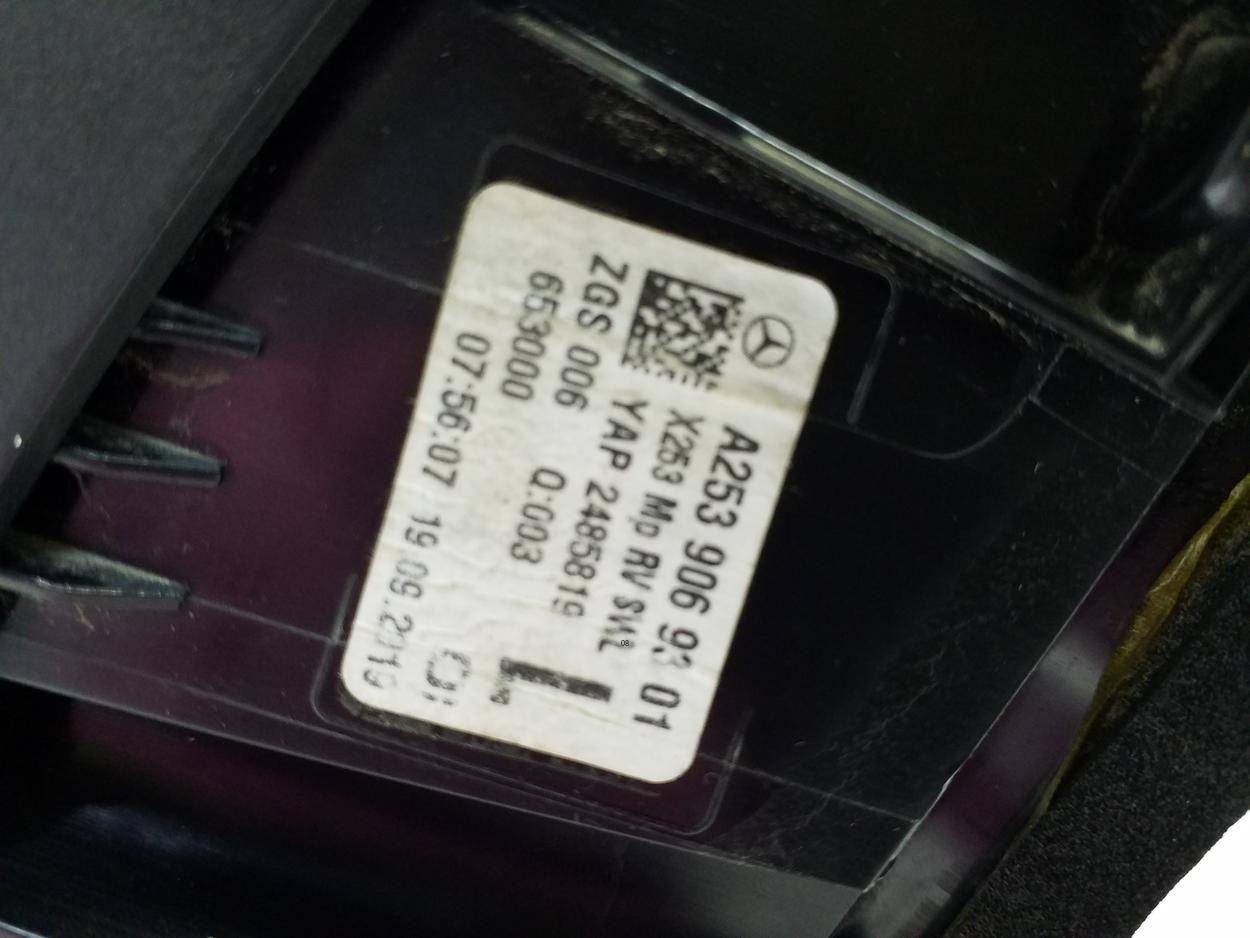 A253 906 93 01
X253 Mp RV SWL
YAP 2485819
ZGS 006
653000 Q:003
07:56:07 19.09.2019